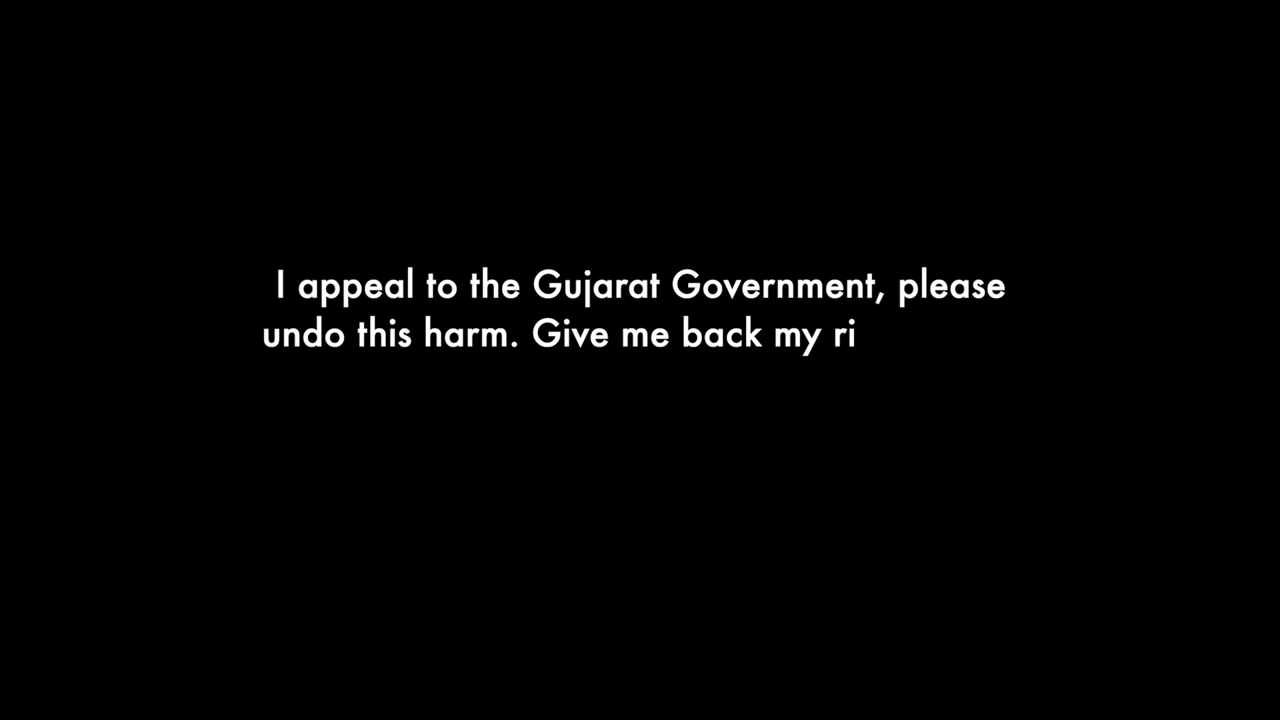 I appeal to the Gujarat Government, please
undo this harm. Give me back my ri